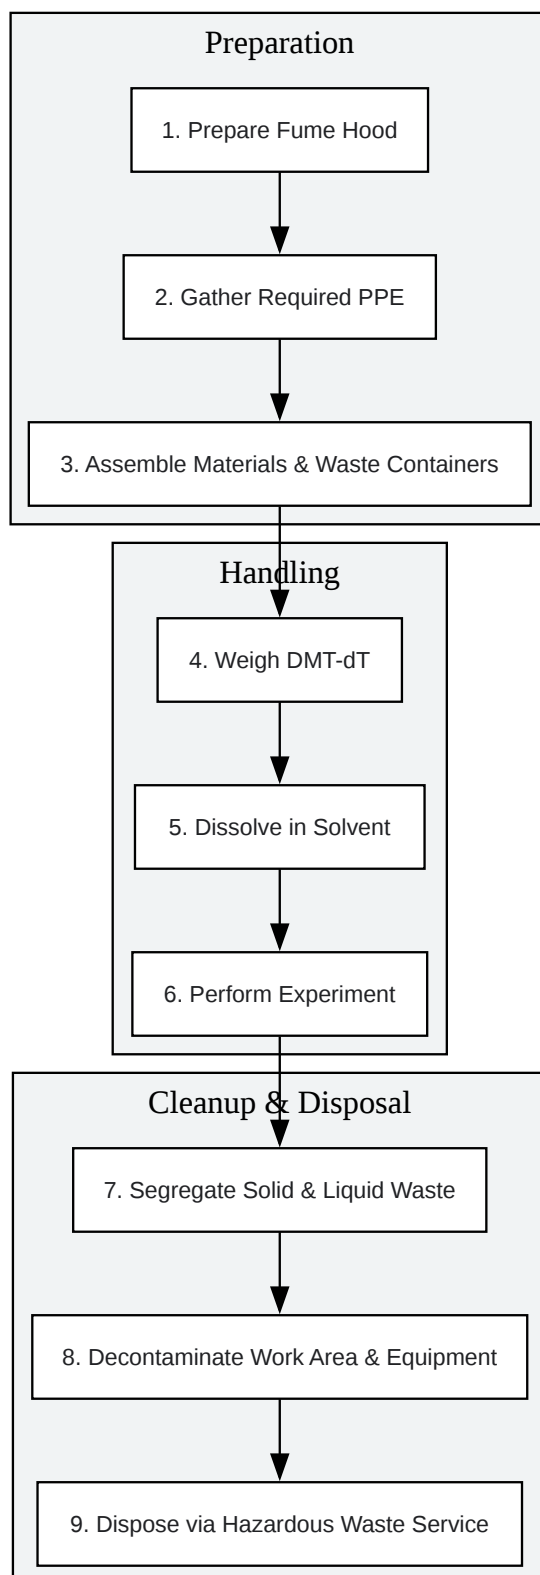 Preparation
1. Prepare Fume Hood
2. Gather Required PPE
3. Assemble Materials & Waste Containers
Handling
4. Weigh DMT-dT
5. Dissolve in Solvent
6. Perform Experiment
Cleanup & Disposal
7. Segregate Solid & Liquid Waste
8. Decontaminate Work Area & Equipment
9. Dispose via Hazardous Waste Service